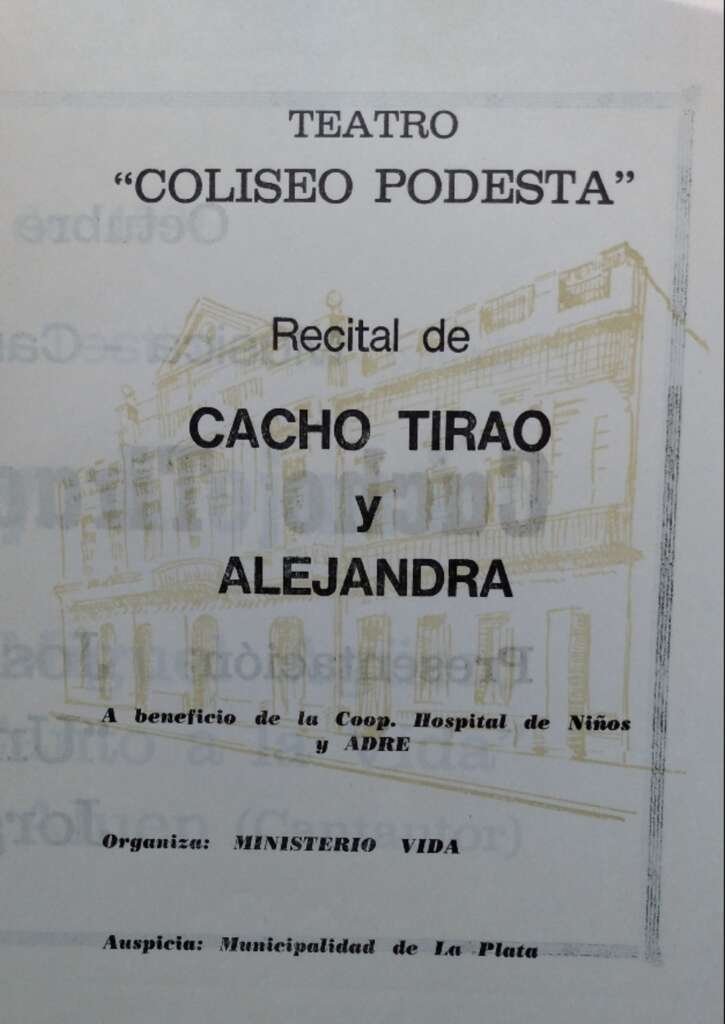 TEATRO
“COLISEO PODESTA”
Recital de
CACHO TIRAO
y
ALEJANDRA
A beneficio de la Coop. Hospital de Niños
y ADRE
Organiza: MINISTERIO VIDA
Auspicia: Municipalidad de La Plata